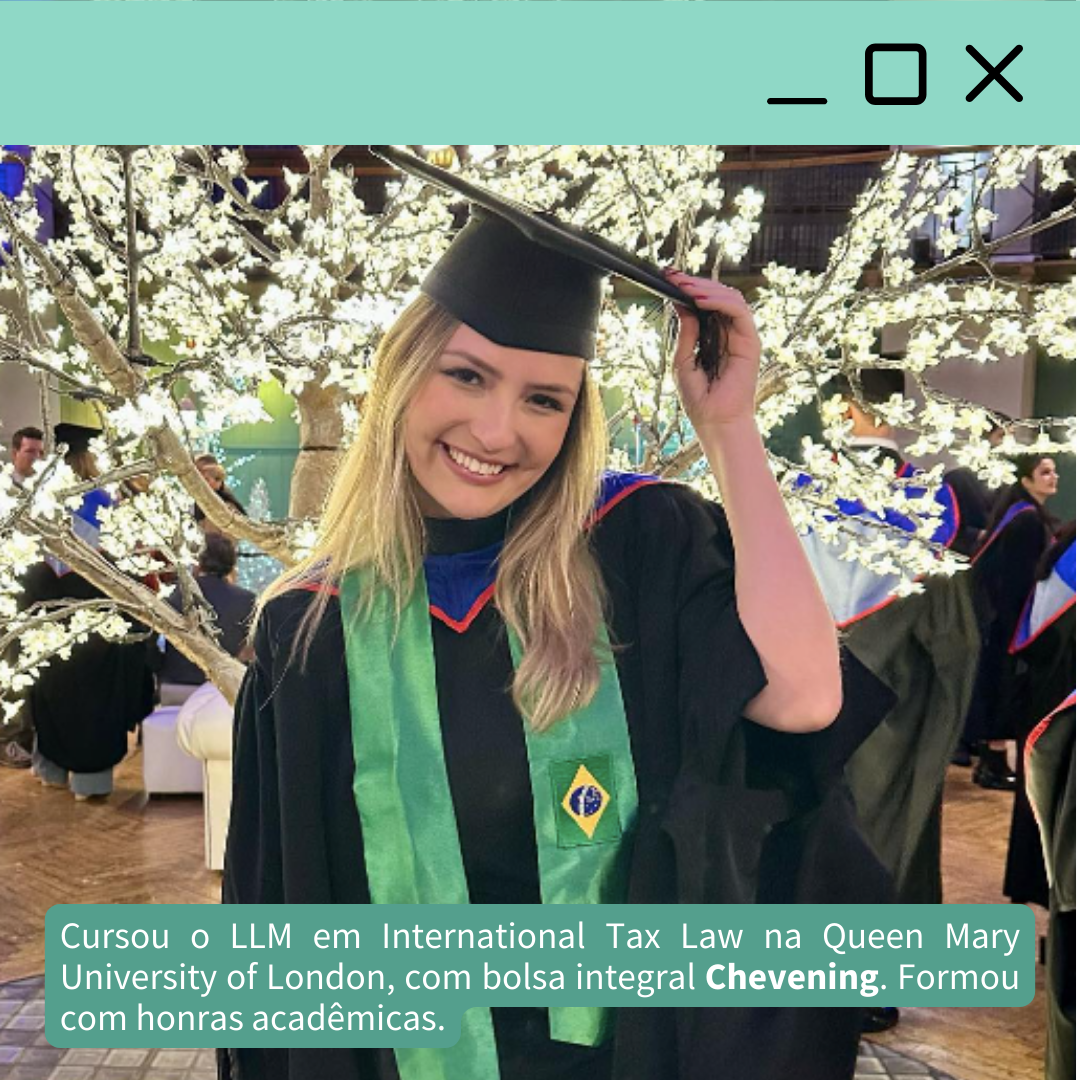 Cursou o LLM em International Tax Law na Queen Mary
University of London, com bolsa integral Chevening. Formou
com honras acadêmicas.